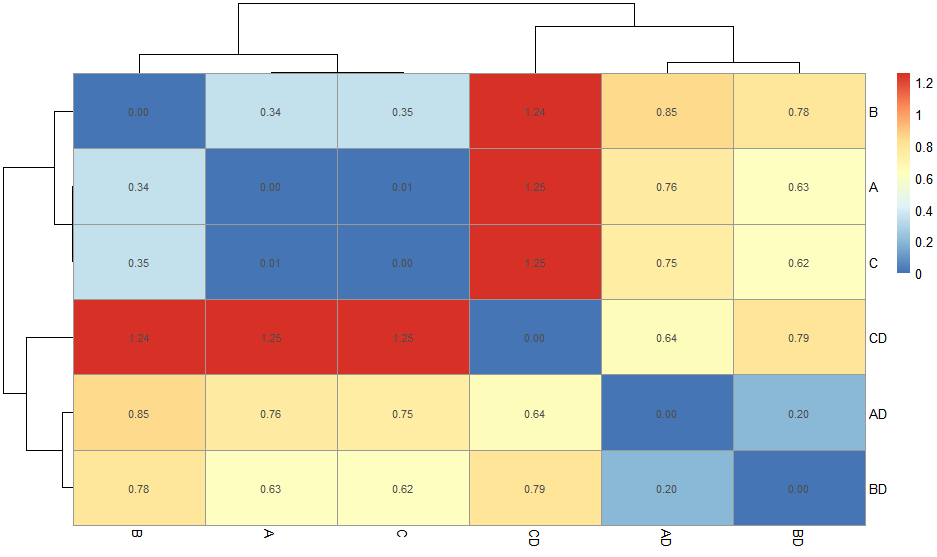 0.00 0.34 0.35 1.24 0.85 0.78 B
0.34 0.00 0.01 1.25 0.76 0.63 A
0.35 0.01 0.00 1.25 0.75 0.62 C
1.24 1.25 1.25 0.00 0.64 0.79 CD
0.85 0.76 0.75 0.64 0.00 0.20 AD
0.78 0.63 0.62 0.79 0.20 0.00 BD
B A C CD AD BD
1.2
1
0.8
0.6
0.4
0.2
0